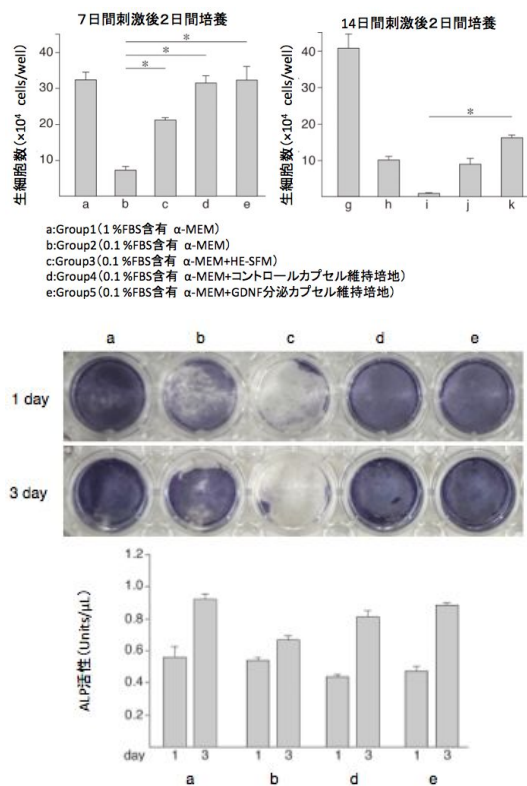 7日間刺激後2日間培養
14日間刺激後2日間培養
生細胞数(×10⁴ cells/well)
40
30
20
10
*
*
*
a b c d e
生細胞数(×10⁴ cells/well)
40
30
20
10
*
g h i j k
a:Group1(1%FBS含有 α-MEM)
b:Group2(0.1%FBS含有 α-MEM)
c:Group3(0.1%FBS含有 α-MEM+HE-SFM)
d:Group4(0.1%FBS含有 α-MEM+コントロールカプセル維持培地)
e:Group5(0.1%FBS含有 α-MEM+GDNF分泌カプセル維持培地)
a b c d e
1 day
3 day
ALP活性(Units/μL)
1.2
1.0
0.8
0.6
0.4
0.2
day 1 3 1 3 1 3 1 3
a b d e